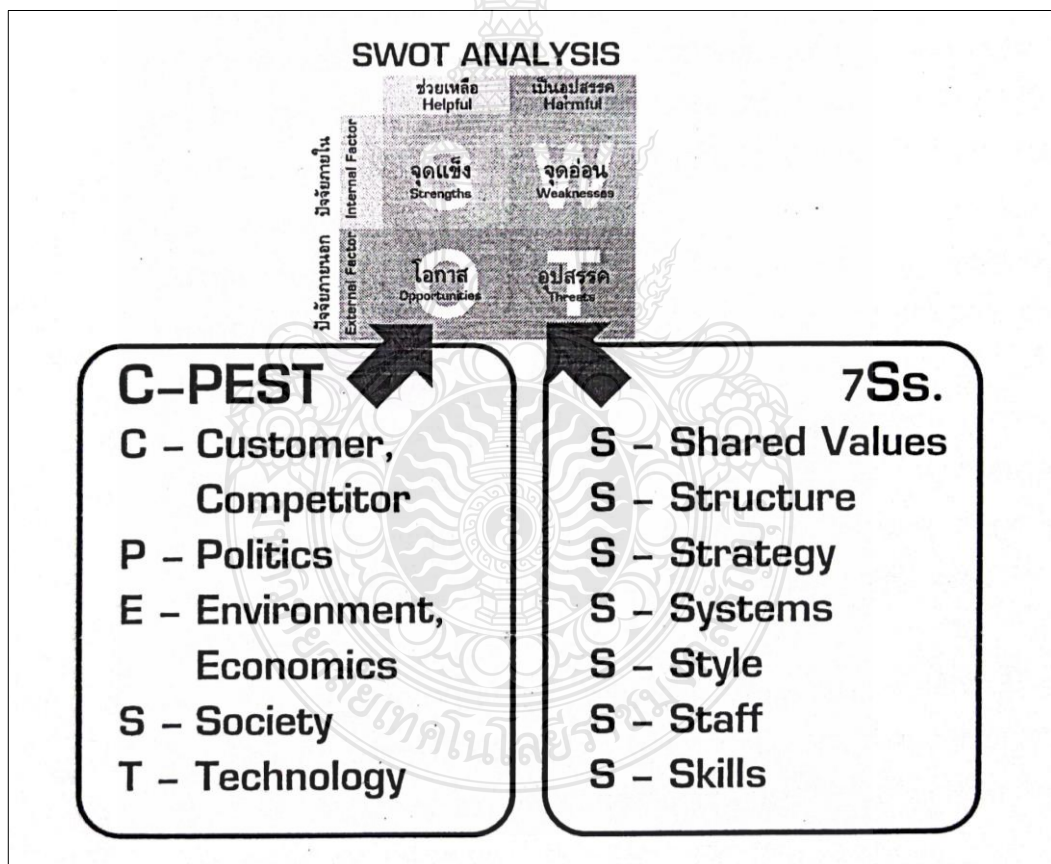 SWOT ANALYSIS
ช่วยเหลือ
Helpful
เป็นอุปสรรค
Harmful
ปัจจัยภายใน
Internal Factor
S
จุดแข็ง
Strengths
W
จุดอ่อน
Weaknesses
ปัจจัยภายนอก
External Factor
O
โอกาส
Opportunities
T
อุปสรรค
Threats
C-PEST
C – Customer,
Competitor
P – Politics
E – Environment,
Economics
S – Society
T – Technology
7Ss.
S – Shared Values
S – Structure
S – Strategy
S – Systems
S – Style
S – Staff
S – Skills